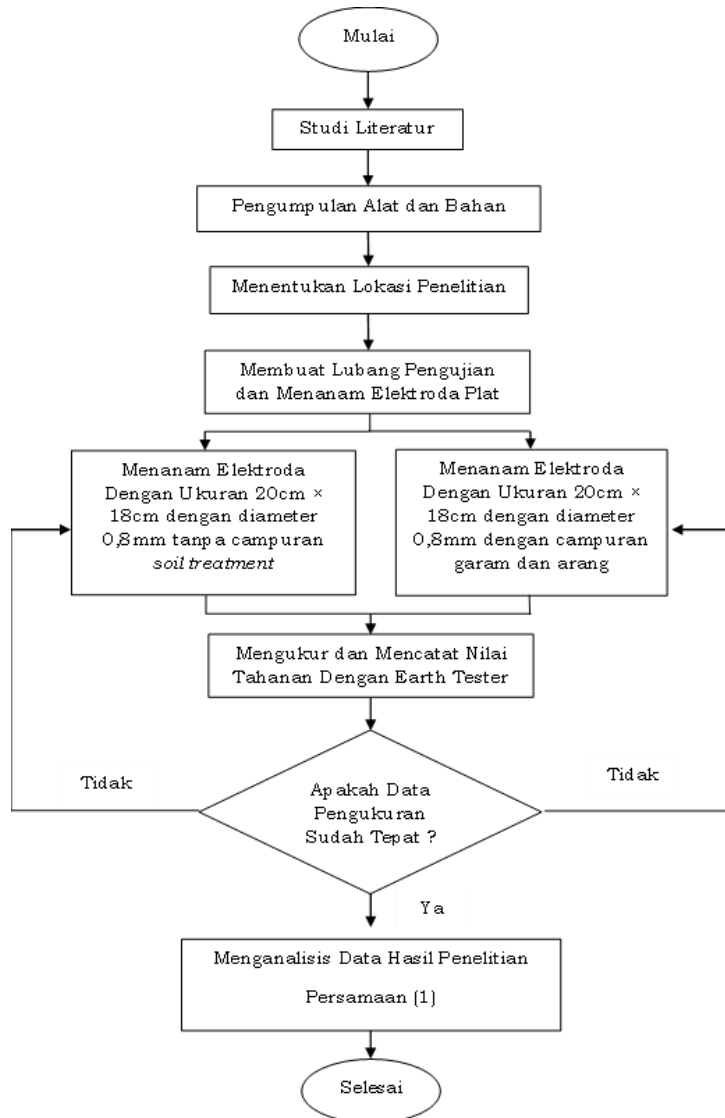 Mulai
Studi Literatur
Pengumpulan Alat dan Bahan
Menentukan Lokasi Penelitian
Membuat Lubang Pengujian
dan Menanam Elektroda Plat
Menanam Elektroda
Dengan Ukuran 20cm ×
18cm dengan diameter
0,8mm tanpa campuran
soil treatment
Menanam Elektroda
Dengan Ukuran 20cm ×
18cm dengan diameter
0,8mm dengan campuran
garam dan arang
Mengukur dan Mencatat Nilai
Tahanan Dengan Earth Tester
Tidak
Apakah Data
Pengukuran
Sudah Tepat ?
Tidak
Ya
Menganalisis Data Hasil Penelitian
Persamaan (1)
Selesai